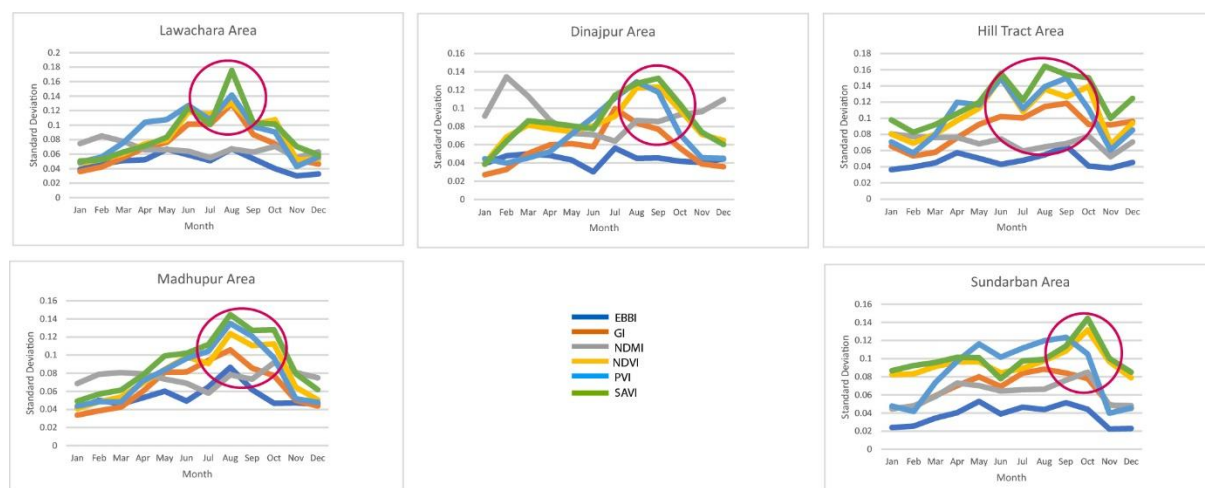 Lawachara Area
Standard Deviation
0.2
0.18
0.16
0.14
0.12
0.1
0.08
0.06
0.04
0.02
0
Jan Feb Mar Apr May Jun Jul Aug Sep Oct Nov Dec
Month
Dinajpur Area
Standard Deviation
0.16
0.14
0.12
0.1
0.08
0.06
0.04
0.02
0
Jan Feb Mar Apr May Jun Jul Aug Sep Oct Nov Dec
Month
Hill Tract Area
Standard Deviation
0.18
0.16
0.14
0.12
0.1
0.08
0.06
0.04
0.02
0
Jan Feb Mar Apr May Jun Jul Aug Sep Oct Nov Dec
Month
Madhupur Area
Standard Deviation
0.16
0.14
0.12
0.1
0.08
0.06
0.04
0.02
0
Jan Feb Mar Apr May Jun Jul Aug Sep Oct Nov Dec
Month
EBBI
GI
NDMI
NDVI
PVI
SAVI
Sundarban Area
Standard Deviation
0.16
0.14
0.12
0.1
0.08
0.06
0.04
0.02
0
Jan Feb Mar Apr May Jun Jul Aug Sep Oct Nov Dec
Month